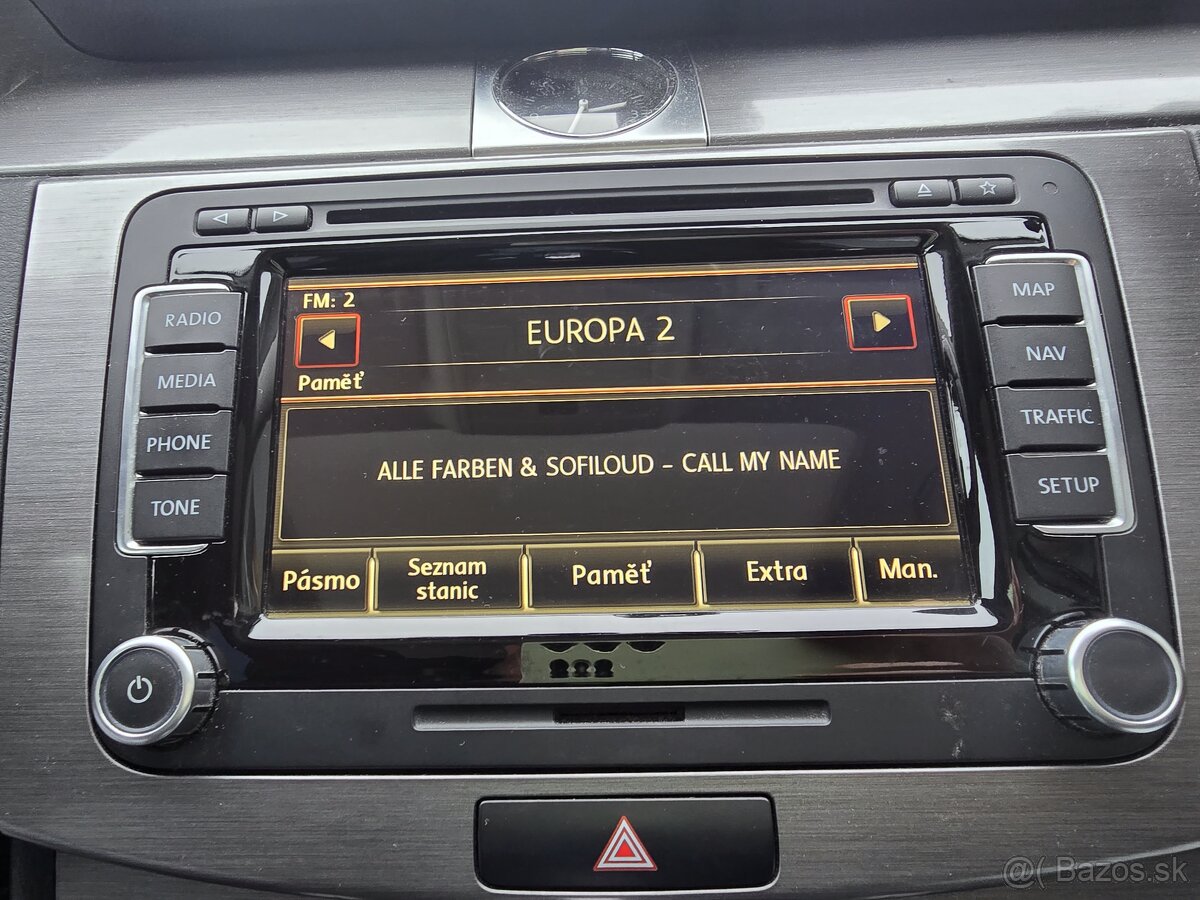 RADIO
MEDIA
PHONE
TONE
FM: 2
EUROPA 2
Paměť
ALLE FARBEN & SOFILOUD - CALL MY NAME
Pásmo
Seznam
stanic
Paměť
Extra
Man.
MAP
NAV
TRAFFIC
SETUP
@( Bazos.sk